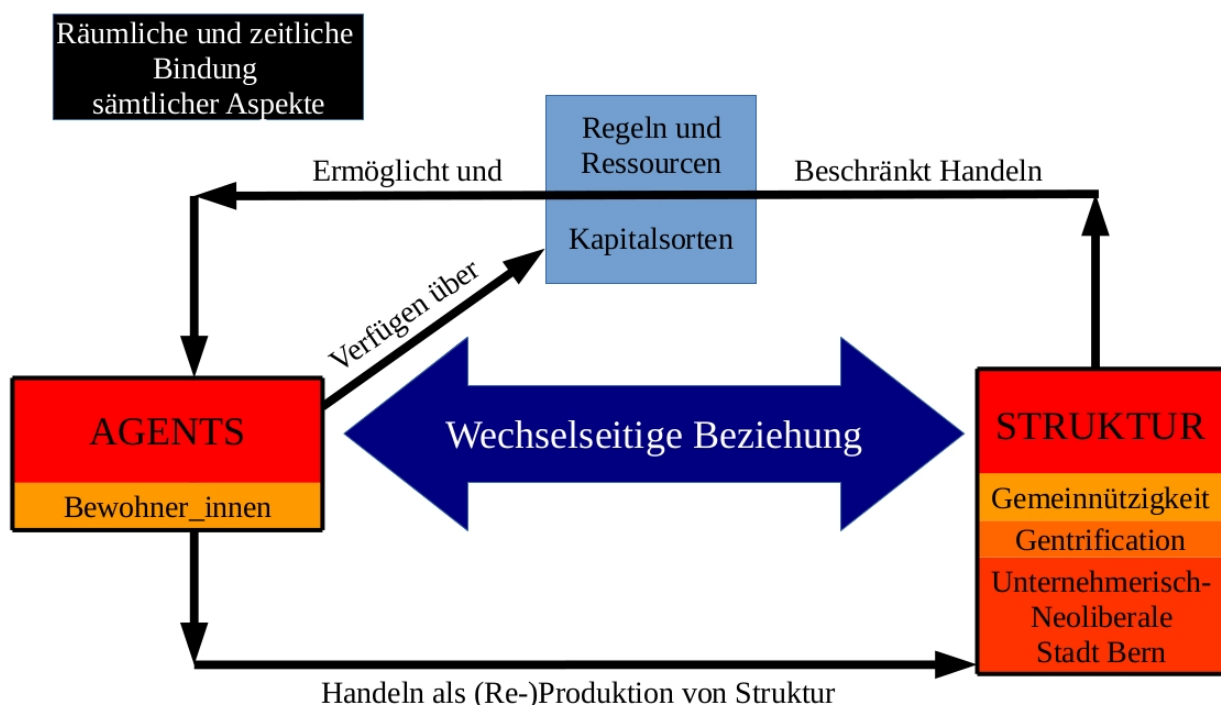 Räumliche und zeitliche
Bindung
sämtlicher Aspekte
Regeln und
Ressourcen
Ermöglicht und
Beschränkt Handeln
Kapitalsorten
Verfügen über
AGENTS
Bewohner_innen
Wechselseitige Beziehung
STRUKTUR
Gemeinnützigkeit
Gentrification
Unternehmerisch-
Neoliberale
Stadt Bern
Handeln als (Re-)Produktion von Struktur